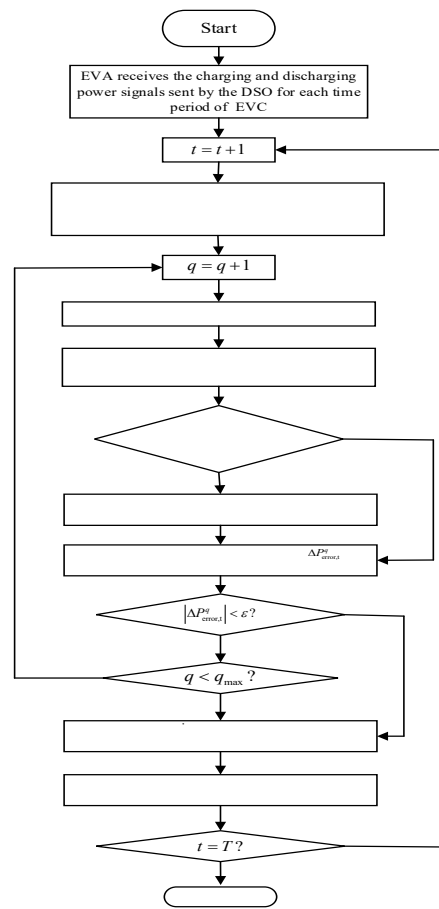 Start
EVA receives the charging and discharging
power signals sent by the DSO for each time
period of EVC
t = t + 1
q = q + 1
ΔP^q_error,t
|ΔP^q_error,t| < ε?
q < q_max ?
t = T ?